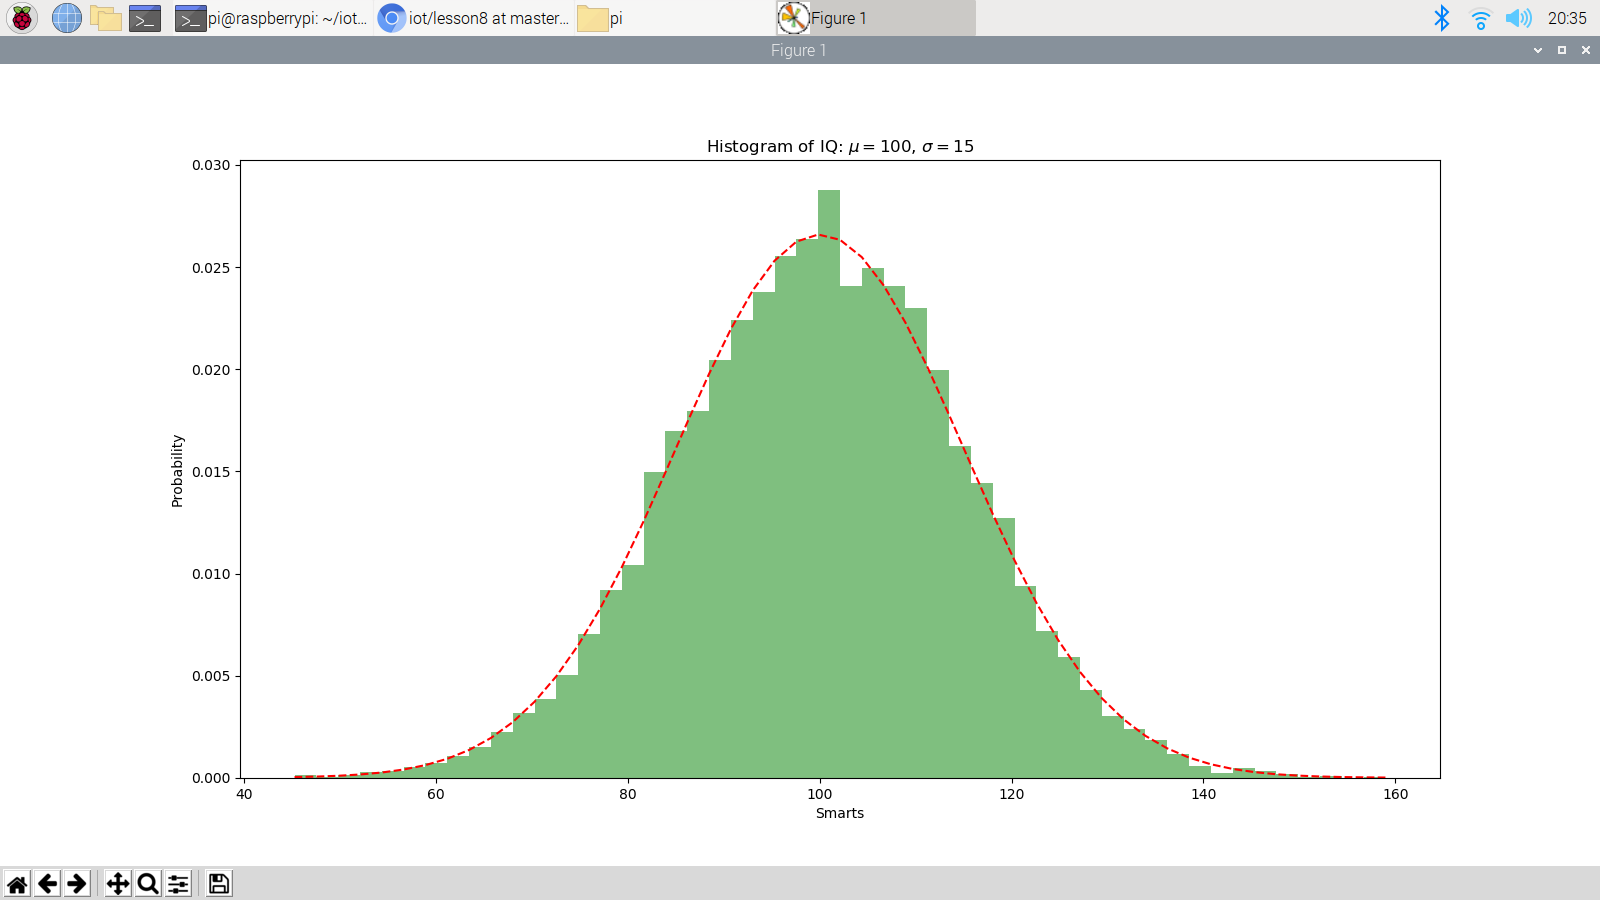 pi@raspberrypi: ~/iot... iot/lesson8 at master... pi Figure 1 20:35
Figure 1
Histogram of IQ: μ = 100, σ = 15
0.030
0.025
0.020
0.015
0.010
0.005
0.000
Probability
40 60 80 100 120 140 160
Smarts